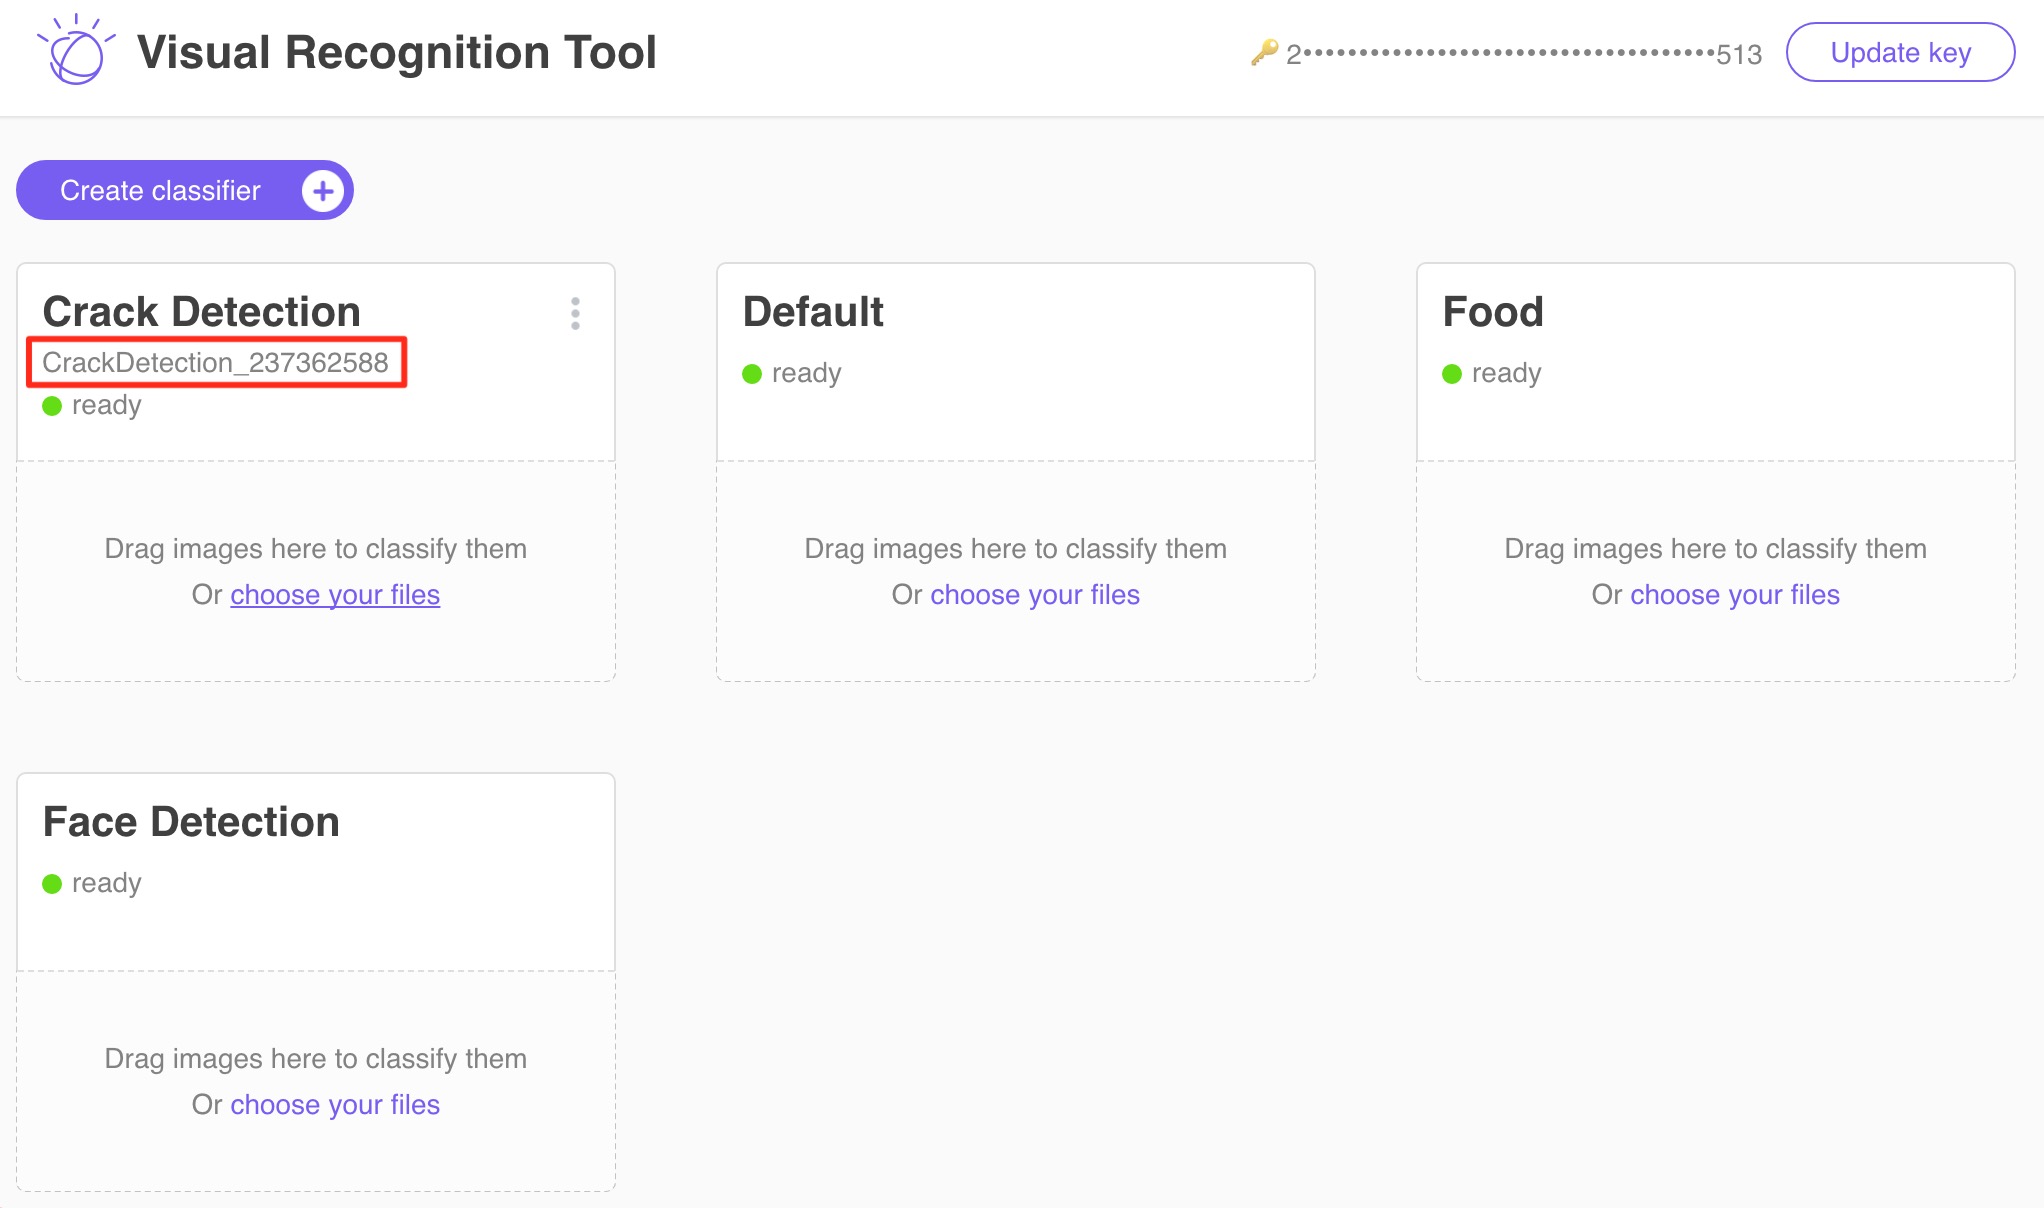 Visual Recognition Tool
2•••••••••••••••••••••••••••••••••••••513
Update key
Create classifier
Crack Detection
CrackDetection_237362588
ready
Drag images here to classify them
Or choose your files
Default
ready
Drag images here to classify them
Or choose your files
Food
ready
Drag images here to classify them
Or choose your files
Face Detection
ready
Drag images here to classify them
Or choose your files